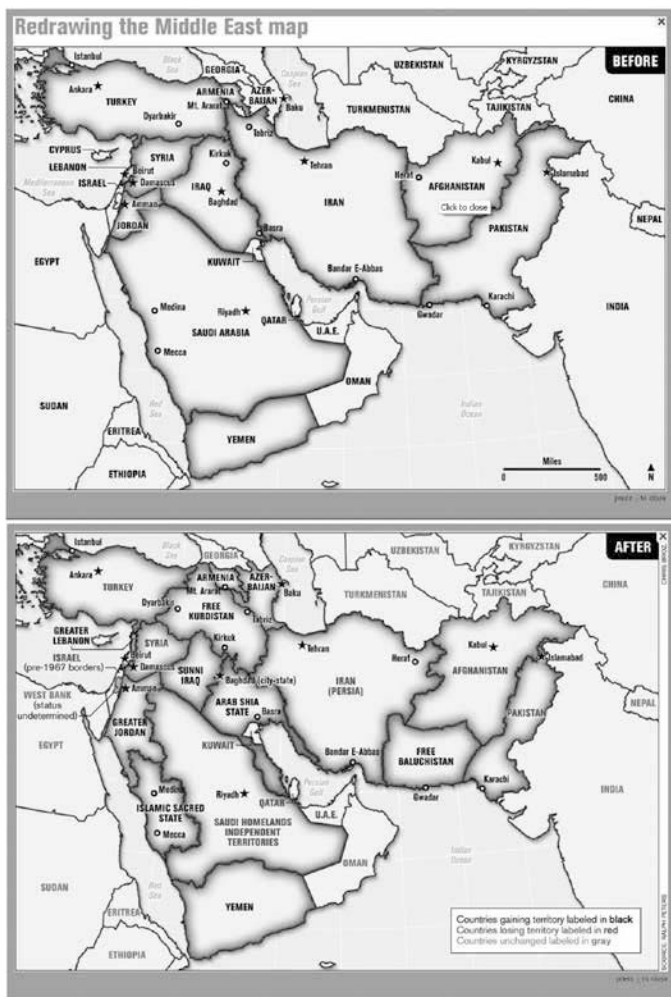 Redrawing the Middle East map
BEFORE
Istanbul
Black Sea
GEORGIA
Caspian Sea
UZBEKISTAN
KYRGYZSTAN
CHINA
Ankara
TURKEY
ARMENIA
Mt. Ararat
AZER-
BAIJAN
Baku
TURKMENISTAN
TAJIKISTAN
Dyarbakir
Tabriz
CYPRUS
SYRIA
Kirkuk
Tehran
Herat
Kabul
Islamabad
LEBANON
Beirut
Mediterranean Sea
ISRAEL
Damascus
IRAQ
Baghdad
IRAN
AFGHANISTAN
Click to close
Amman
JORDAN
Basra
PAKISTAN
NEPAL
EGYPT
KUWAIT
Bandar E-Abbas
Medina
Riyadh
Persian Gulf
QATAR
Gwadar
Karachi
INDIA
SAUDI ARABIA
U.A.E.
Mecca
OMAN
SUDAN
Red Sea
Indian Ocean
ERITREA
YEMEN
ETHIOPIA
Miles
0
500
N
AFTER
Istanbul
Black Sea
GEORGIA
Caspian Sea
UZBEKISTAN
KYRGYZSTAN
CHINA
Ankara
TURKEY
ARMENIA
Mt. Ararat
AZER-
BAIJAN
Baku
TURKMENISTAN
TAJIKISTAN
Dyarbakir
FREE
KURDISTAN
Tabriz
GREATER
LEBANON
SYRIA
Kirkuk
Tehran
Herat
Kabul
Islamabad
Beirut
ISRAEL
(pre-1967 borders)
Damascus
SUNNI
IRAQ
Baghdad (city-state)
IRAN
(PERSIA)
AFGHANISTAN
WEST BANK
(status
undetermined)
Amman
ARAB SHIA
STATE
Basra
PAKISTAN
NEPAL
GREATER
JORDAN
EGYPT
KUWAIT
Bandar E-Abbas
FREE
BALUCHISTAN
Medina
ISLAMIC SACRED
STATE
Riyadh
Persian Gulf
QATAR
Gwadar
Karachi
INDIA
Mecca
SAUDI HOMELANDS
INDEPENDENT
TERRITORIES
U.A.E.
OMAN
SUDAN
Red Sea
Indian Ocean
ERITREA
YEMEN
ETHIOPIA
Countries gaining territory labeled in black
Countries losing territory labeled in red
Countries unchanged labeled in gray
SOURCE: RALPH PETERS